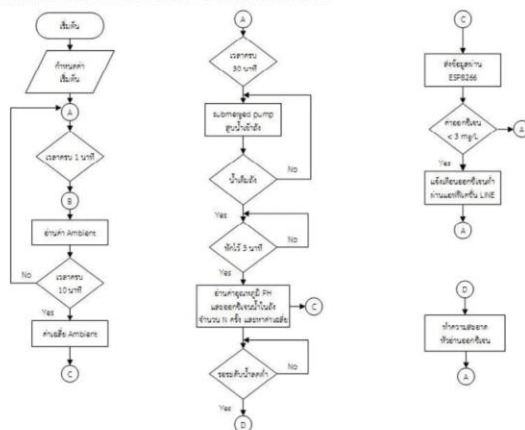 เริ่มต้น
กำหนดค่า
เริ่มต้น
A
เวลาครบ 1 นาที
B
อ่านค่า Ambient
No
เวลาครบ
10 นาที
Yes
ค่าเฉลี่ย Ambient
C
A
เวลาครบ
30 นาที
submerged pump
สูบน้ำเข้าถัง
No
น้ำเต็มถัง
Yes
No
พักไว้ 3 นาที
Yes
อ่านค่าอุณหภูมิ PH
และออกซิเจนน้ำในถัง
จำนวน N ครั้ง และหาค่าเฉลี่ย
C
No
รอระดับน้ำลดต่ำ
Yes
D
C
ส่งข้อมูลผ่าน
ESP8266
ค่าออกซิเจน
< 3 mg/L
A
Yes
แจ้งเตือนออกซิเจนต่ำ
ผ่านแอพริเคชั่น LINE
A
D
ทำความสะอาด
หัวอ่านออกซิเจน
A